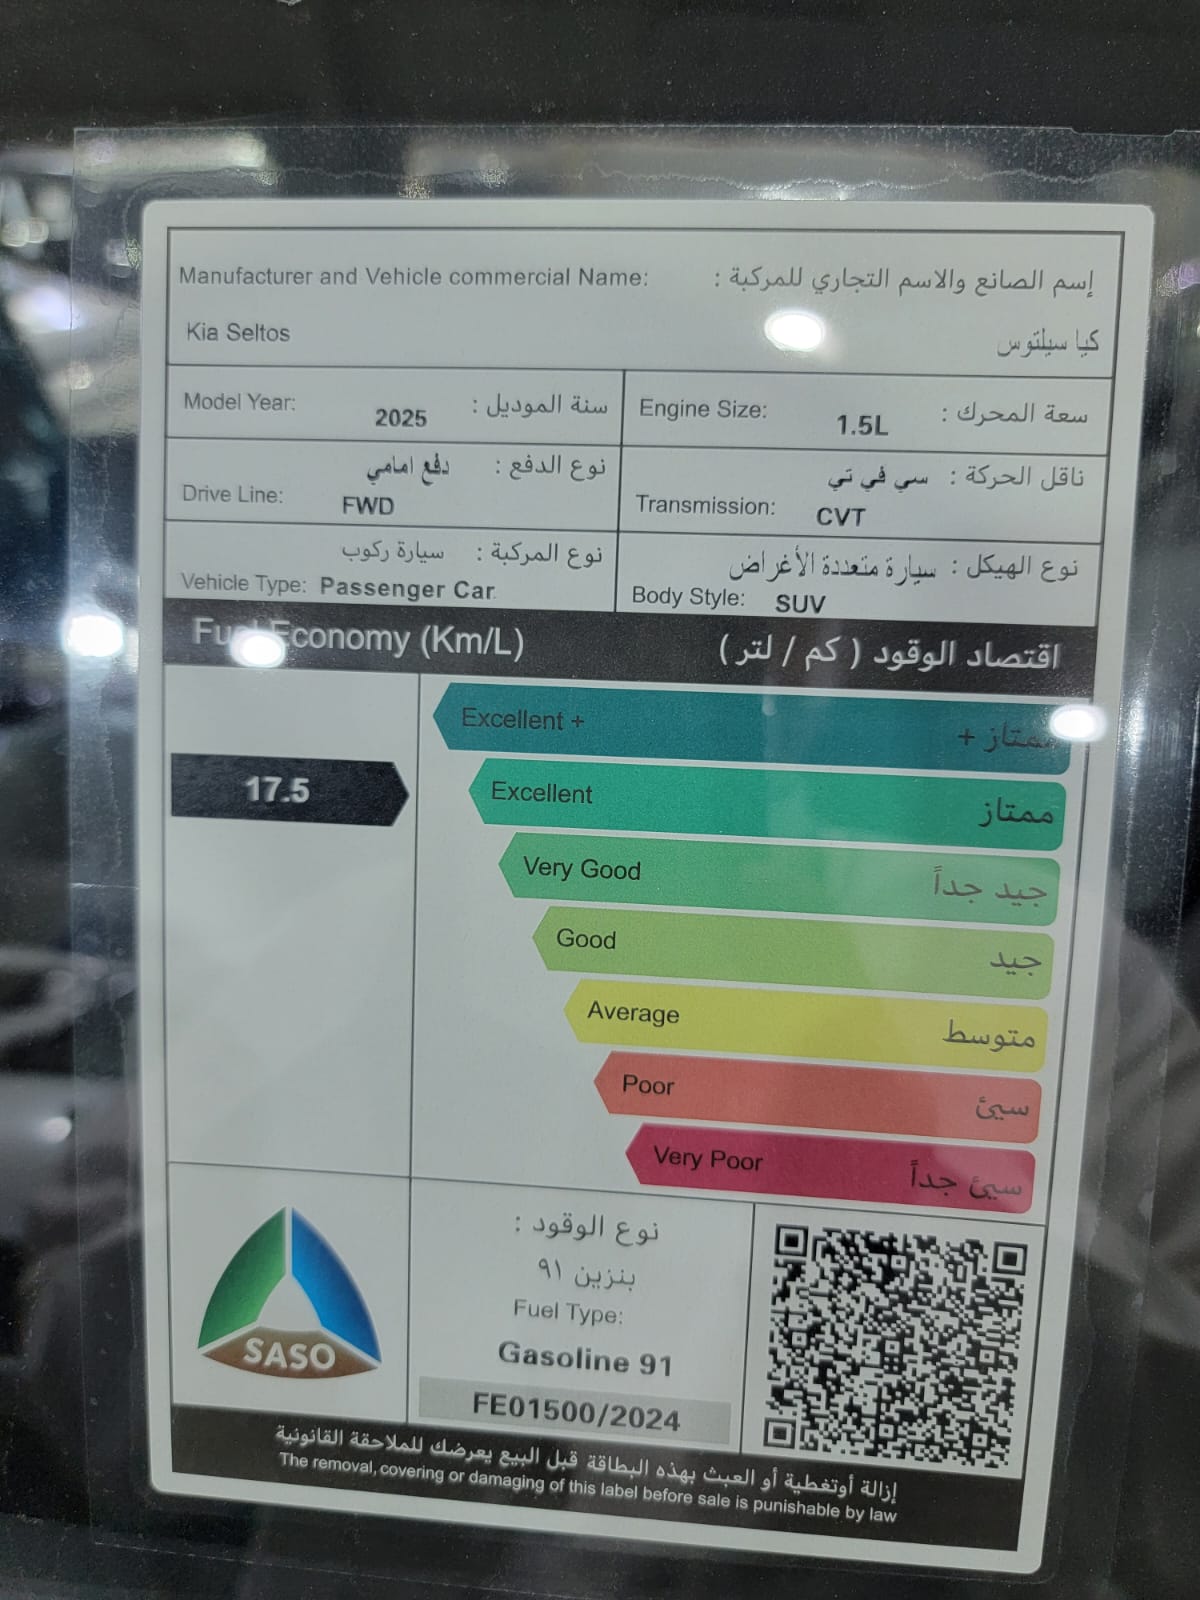 Manufacturer and Vehicle commercial Name: إسم الصانع والاسم التجاري للمركبة :
Kia Seltos كيا سيلتوس
Model Year: 2025 سنة الموديل :
Engine Size: 1.5L سعة المحرك :
نوع الدفع : دفع امامي
Drive Line: FWD
ناقل الحركة : سي في تي
Transmission: CVT
نوع المركبة : سيارة ركوب
Vehicle Type: Passenger Car
نوع الهيكل : سيارة متعددة الأغراض
Body Style: SUV
Fuel Economy (Km/L) اقتصاد الوقود ( كم / لتر )
Excellent + ممتاز +
17.5
Excellent ممتاز
Very Good جيد جداً
Good جيد
Average متوسط
Poor سيئ
Very Poor سيئ جداً
SASO
نوع الوقود :
بنزين ٩١
Fuel Type:
Gasoline 91
FE01500/2024
إزالة أوتغطية أو العبث بهذه البطاقة قبل البيع يعرضك للملاحقة القانونية
The removal, covering or damaging of this label before sale is punishable by law